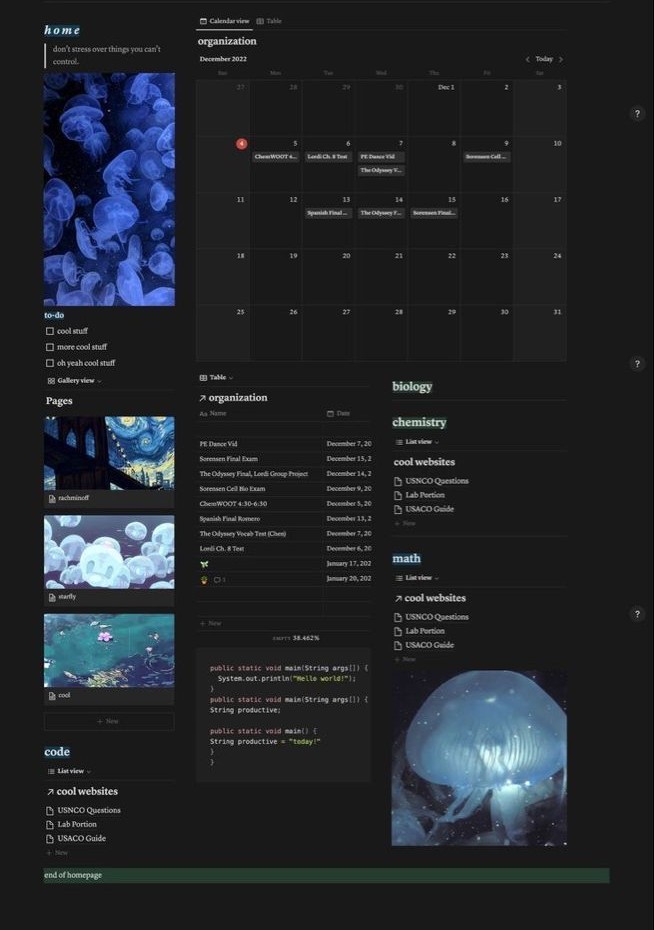 h o m e
don't stress over things you can't
control.
to-do
cool stuff
more cool stuff
oh yeah cool stuff
Gallery view
Pages
rachminoff
starfly
cool
+ New
code
List view
↗ cool websites
USNCO Questions
Lab Portion
USACO Guide
+ New
Calendar view Table
organization
December 2022 Today
Sun Mon Tue Wed Thu Fri Sat
27 28 29 30 Dec 1 2 3
4 5 6 7 8 9 10
ChemWOOT 4... Lordi Ch. 8 Test PE Dance Vid Sorensen Cell ...
The Odyssey V...
11 12 13 14 15 16 17
Spanish Final ... The Odyssey F... Sorensen Final...
18 19 20 21 22 23 24
25 26 27 28 29 30 31
Table
↗ organization
Aa Name Date
PE Dance Vid December 7, 20
Sorensen Final Exam December 15, 2
The Odyssey Final, Lordi Group Project December 14, 2
Sorensen Cell Bio Exam December 9, 20
ChemWOOT 4:30-6:30 December 5, 20
Spanish Final Romero December 13, 2
The Odyssey Vocab Test (Ches) December 7, 20
Lordi Ch. 8 Test December 6, 20
January 17, 202
1 January 20, 202
+ New
EMPTY 38.462%
public static void main(String args[]) {
System.out.println("Hello world!");
}
public static void main(String args[]) {
String productive;
public static void main() {
String productive = "today!"
}
}
biology
chemistry
List view
cool websites
USNCO Questions
Lab Portion
USACO Guide
+ New
math
List view
↗ cool websites
USNCO Questions
Lab Portion
USACO Guide
+ New
?
?
?
end of homepage